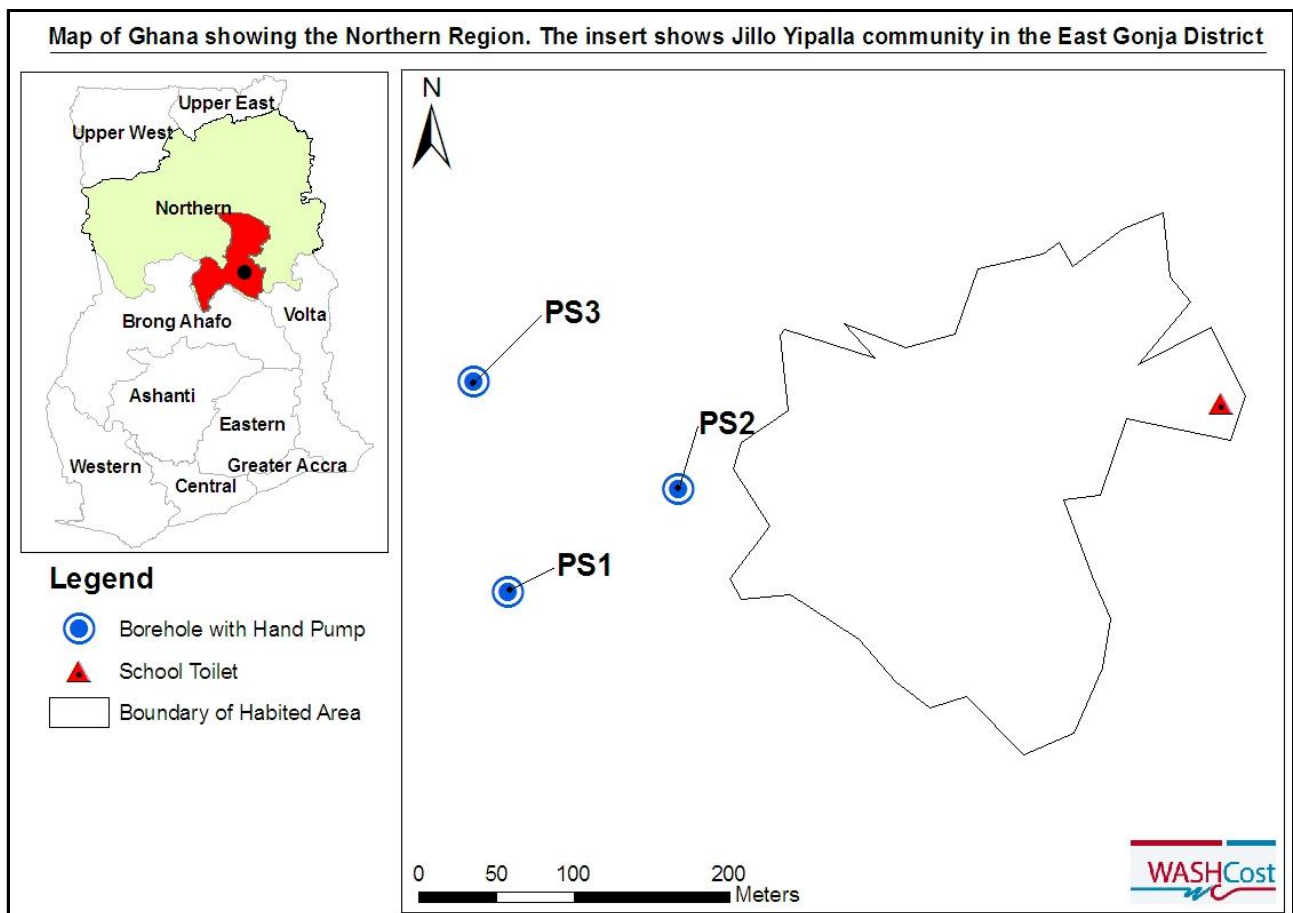 Map of Ghana showing the Northern Region. The insert shows Jillo Yipalla community in the East Gonja District
Upper East
Upper West
Northern
Brong Ahafo
Volta
Ashanti
Eastern
Western
Greater Accra
Central
N
PS3
PS2
PS1
Legend
Borehole with Hand Pump
School Toilet
Boundary of Habited Area
0 50 100 200
Meters
WASHCost